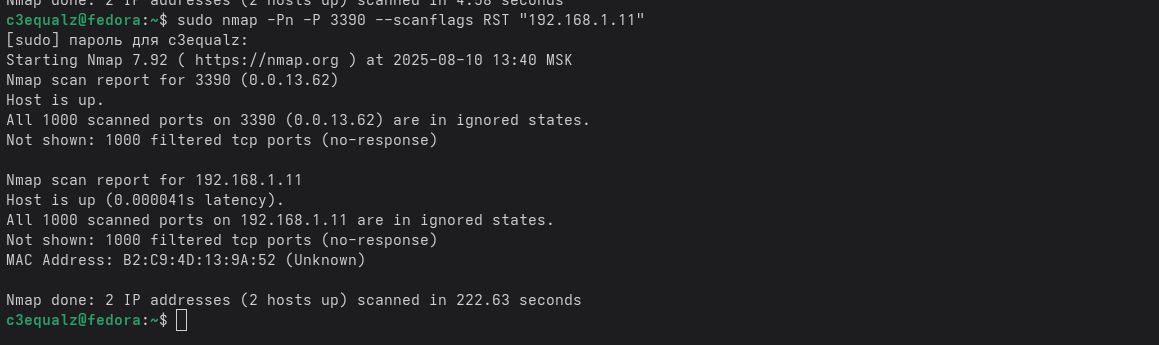 Nmap done: 2 IP addresses (2 hosts up) scanned in 4.58 seconds
c3equalz@fedora:~$ sudo nmap -Pn -P 3390 --scanflags RST "192.168.1.11"
[sudo] пароль для c3equalz:
Starting Nmap 7.92 ( https://nmap.org ) at 2025-08-10 13:40 MSK
Nmap scan report for 3390 (0.0.13.62)
Host is up.
All 1000 scanned ports on 3390 (0.0.13.62) are in ignored states.
Not shown: 1000 filtered tcp ports (no-response)
Nmap scan report for 192.168.1.11
Host is up (0.000041s latency).
All 1000 scanned ports on 192.168.1.11 are in ignored states.
Not shown: 1000 filtered tcp ports (no-response)
MAC Address: B2:C9:4D:13:9A:52 (Unknown)
Nmap done: 2 IP addresses (2 hosts up) scanned in 222.63 seconds
c3equalz@fedora:~$